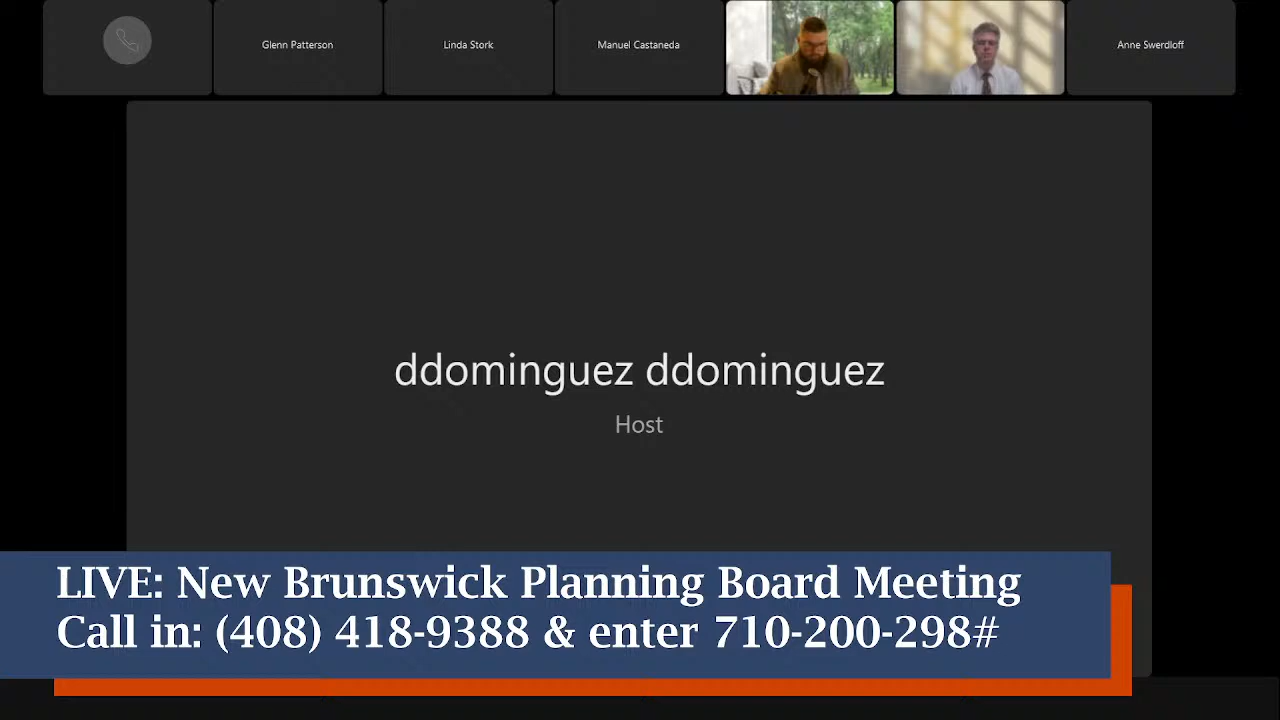 Glenn Patterson
Linda Stork
Manuel Castaneda
Anne Swerdloff
ddominguez ddominguez
Host
LIVE: New Brunswick Planning Board Meeting
Call in: (408) 418-9388 & enter 710-200-298#